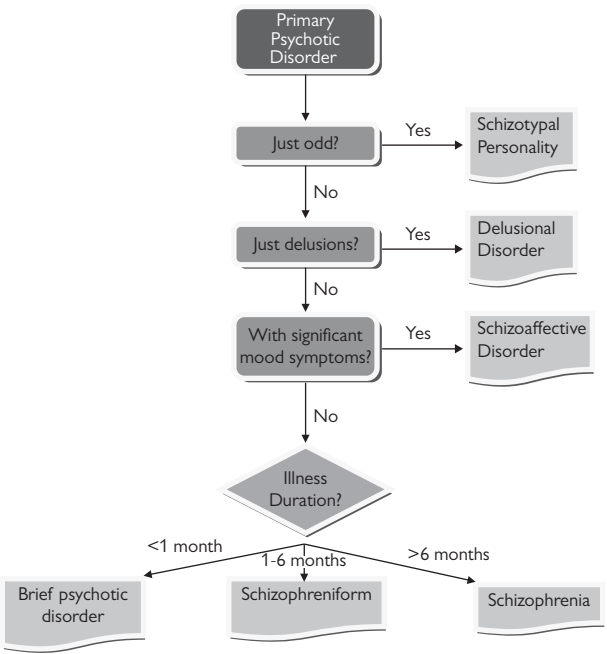 Primary
Psychotic
Disorder
Just odd?
Yes
Schizotypal
Personality
No
Just delusions?
Yes
Delusional
Disorder
No
With significant
mood symptoms?
Yes
Schizoaffective
Disorder
No
Illness
Duration?
<1 month
1-6 months
>6 months
Brief psychotic
disorder
Schizophreniform
Schizophrenia